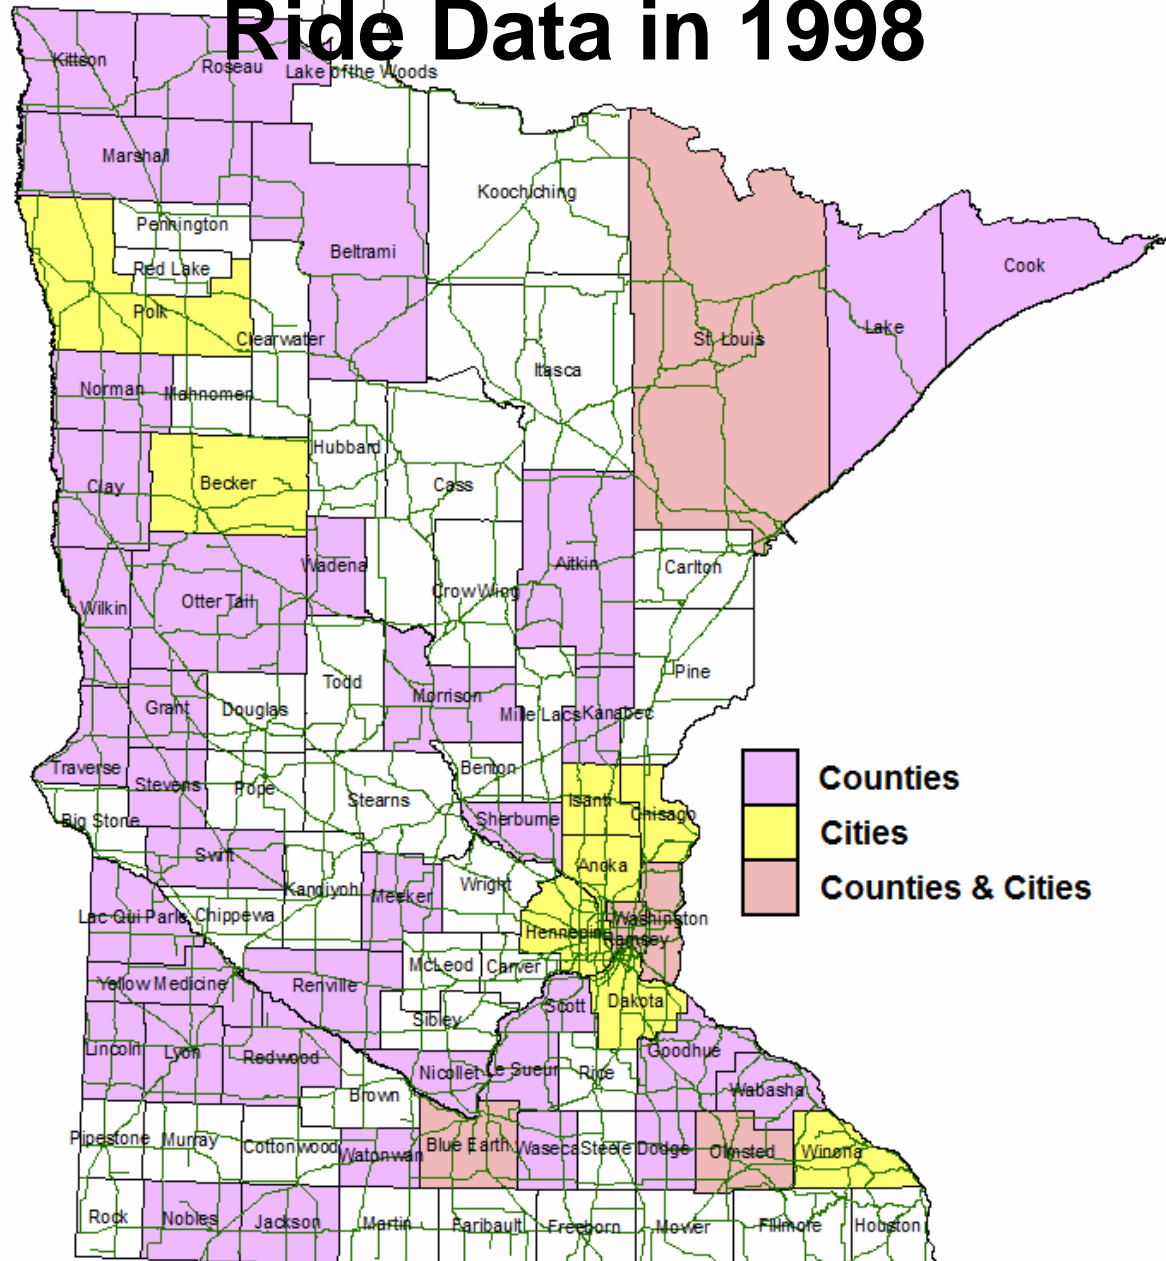 Ride Data in 1998
Kittson
Roseau
Lake of the Woods
Marshall
Koochiching
Pennington
Beltrami
Red Lake
Cook
Polk
Clearwater
Lake
St. Louis
Itasca
Norman
Mahnomen
Hubbard
Clay
Becker
Cass
Wadena
Aitkin
Carlton
Crow Wing
Wilkin
Otter Tail
Todd
Pine
Morrison
Grant
Douglas
Mille Lacs
Kanabec
Traverse
Benton
Stevens
Pope
Stearns
Isanti
Counties
Big Stone
Sherburne
Chisago
Cities
Swift
Anoka
Kandiyohi
Meeker
Wright
Counties & Cities
Lac Qui Parle
Chippewa
Washington
Hennepin
Ramsey
McLeod
Carver
Yellow Medicine
Renville
Scott
Dakota
Sibley
Lincoln
Lyon
Redwood
Goodhue
Nicollet
Le Sueur
Rice
Brown
Wabasha
Pipestone
Murray
Cottonwood
Watonwan
Blue Earth
Waseca
Steele
Dodge
Olmsted
Winona
Rock
Nobles
Jackson
Martin
Faribault
Freeborn
Mower
Fillmore
Houston